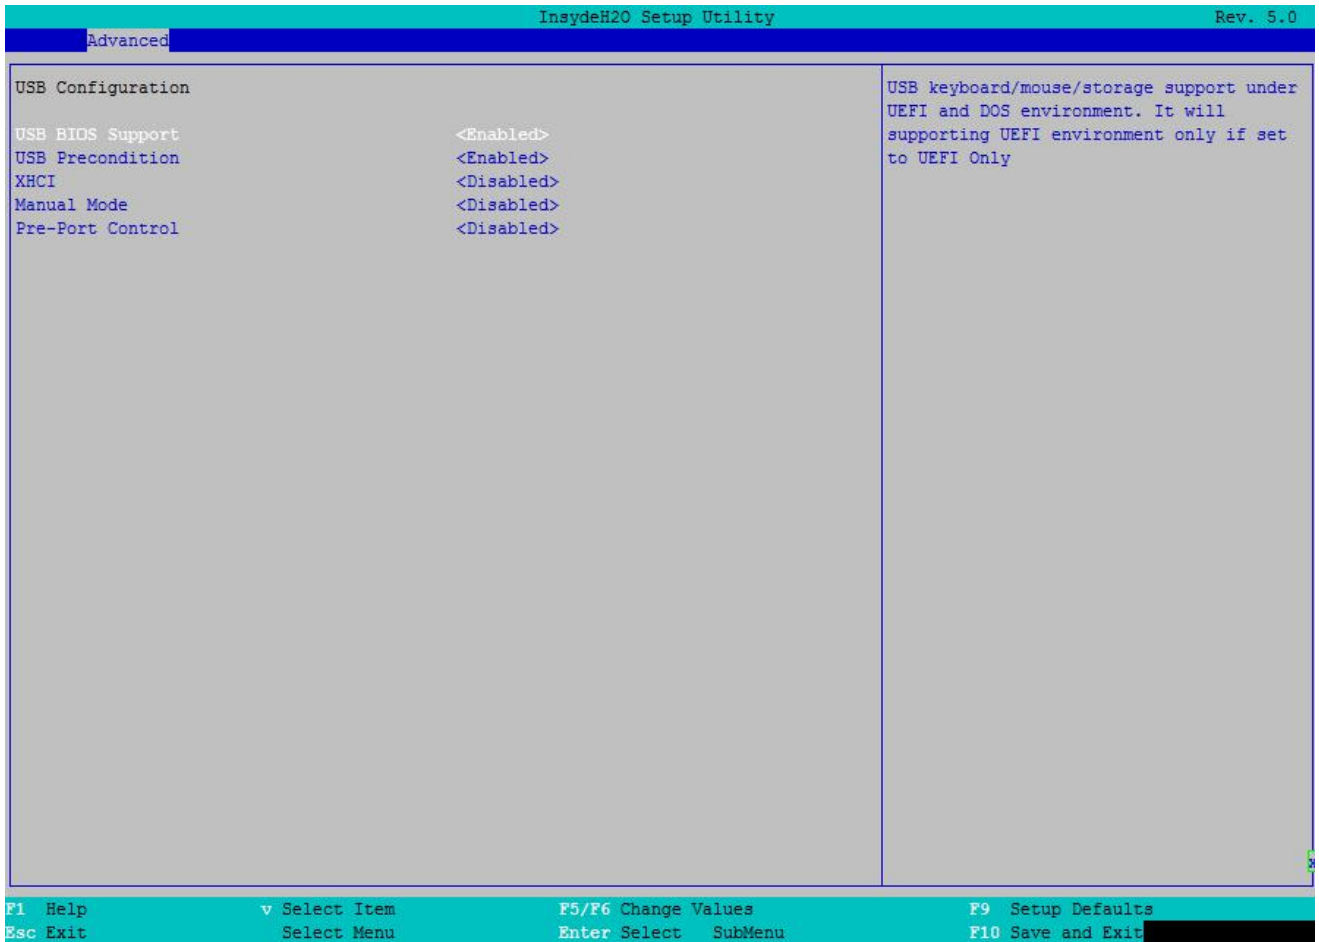 InsydeH2O Setup Utility Rev. 5.0
Advanced
USB Configuration
USB BIOS Support <Enabled>
USB Precondition <Enabled>
XHCI <Disabled>
Manual Mode <Disabled>
Pre-Port Control <Disabled>
USB keyboard/mouse/storage support under
UEFI and DOS environment. It will
supporting UEFI environment only if set
to UEFI Only
F1 Help v Select Item F5/F6 Change Values F9 Setup Defaults
Esc Exit Select Menu Enter Select SubMenu F10 Save and Exit